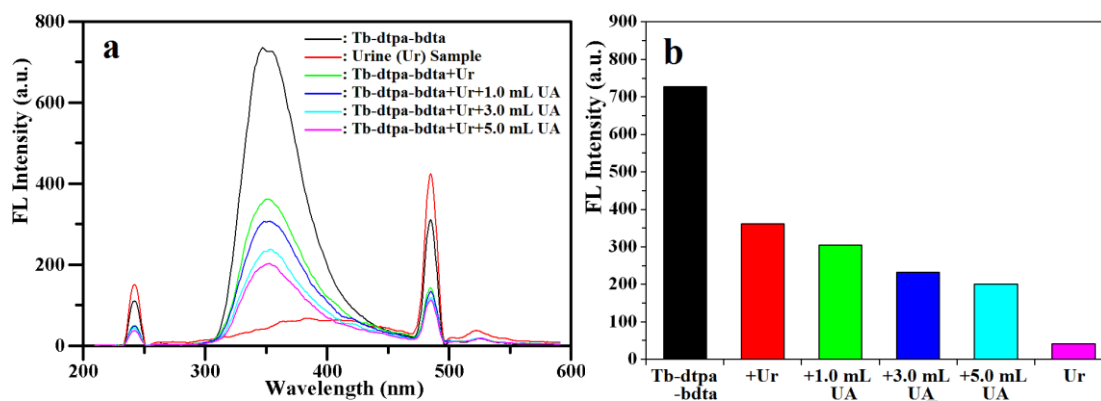 a
: Tb-dtpa-bdta
: Urine (Ur) Sample
: Tb-dtpa-bdta+Ur
: Tb-dtpa-bdta+Ur+1.0 mL UA
: Tb-dtpa-bdta+Ur+3.0 mL UA
: Tb-dtpa-bdta+Ur+5.0 mL UA
FL Intensity (a.u.)
800
600
400
200
0
200 300 400 500 600
Wavelength (nm)
b
FL Intensity (a.u.)
900
800
700
600
500
400
300
200
100
0
Tb-dtpa +Ur +1.0 mL +3.0 mL +5.0 mL Ur
-bdta UA UA UA